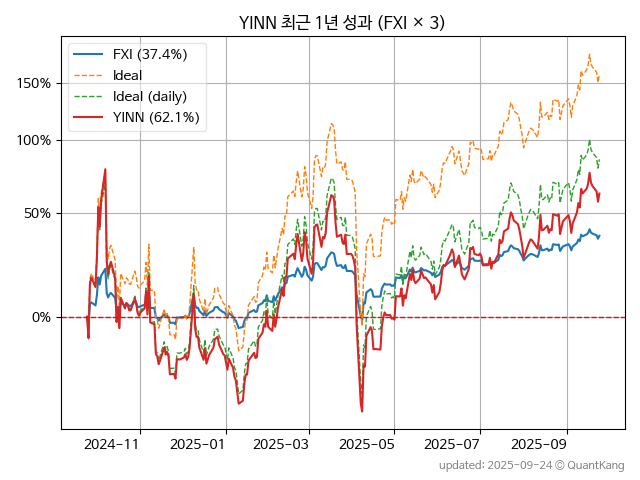 YINN 최근 1년 성과 (FXI × 3)
FXI (37.4%)
Ideal
Ideal (daily)
YINN (62.1%)
150%
100%
50%
0%
2024-11
2025-01
2025-03
2025-05
2025-07
2025-09
updated: 2025-09-24 ⓒ QuantKang